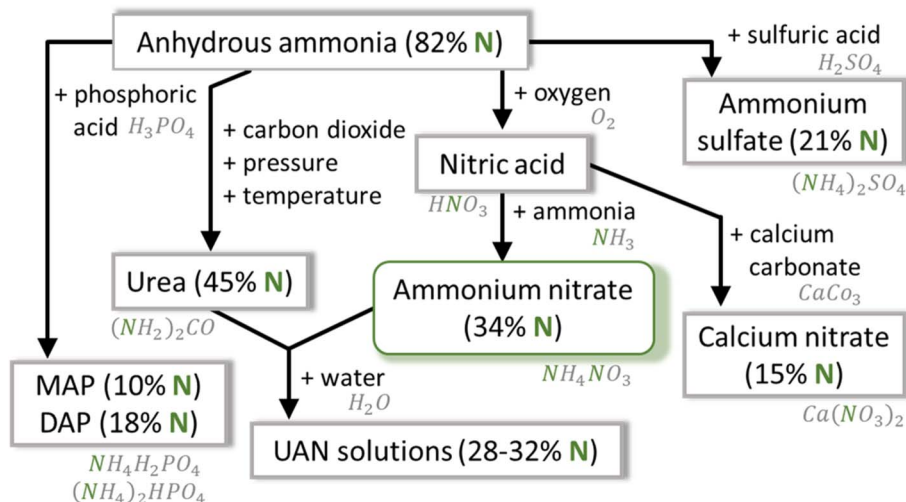 Anhydrous ammonia (82% N)
+ phosphoric
acid H₃PO₄
+ carbon dioxide
+ pressure
+ temperature
+ oxygen
O₂
+ sulfuric acid
H₂SO₄
Ammonium
sulfate (21% N)
(NH₄)₂SO₄
Nitric acid
HNO₃
+ ammonia
NH₃
+ calcium
carbonate
CaCo₃
Urea (45% N)
(NH₂)₂CO
Ammonium nitrate
(34% N)
NH₄NO₃
Calcium nitrate
(15% N)
Ca(NO₃)₂
+ water
H₂O
MAP (10% N)
DAP (18% N)
NH₄H₂PO₄
(NH₄)₂HPO₄
UAN solutions (28-32% N)